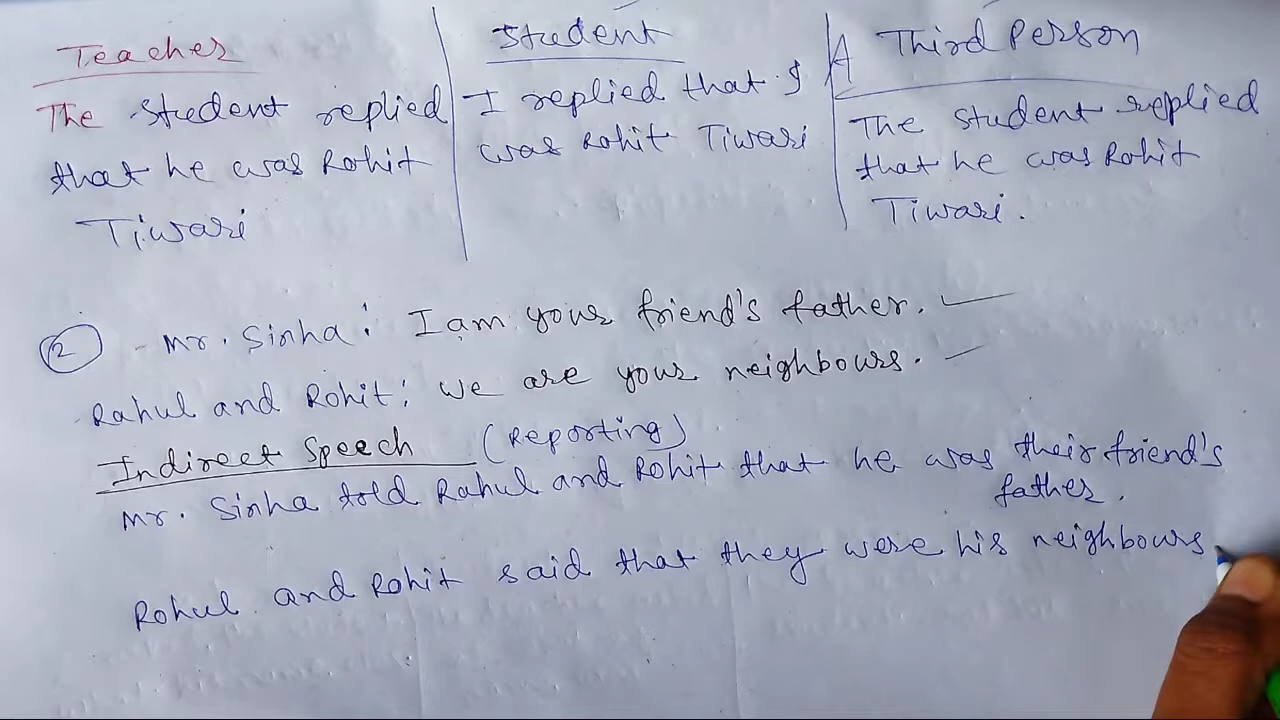 Teacher
The student replied
that he was Rohit
Tiwari
Student
I replied that I
was Rohit Tiwari
A Third Person
The student replied
that he was Rohit
Tiwari.
2 Mr. Sinha: I am your friend's father.
Rahul and Rohit: We are your neighbours.
Indirect Speech (Reporting)
Mr. Sinha told Rahul and Rohit that he was their friend's
father.
Rohul and Rohit said that they were his neighbours